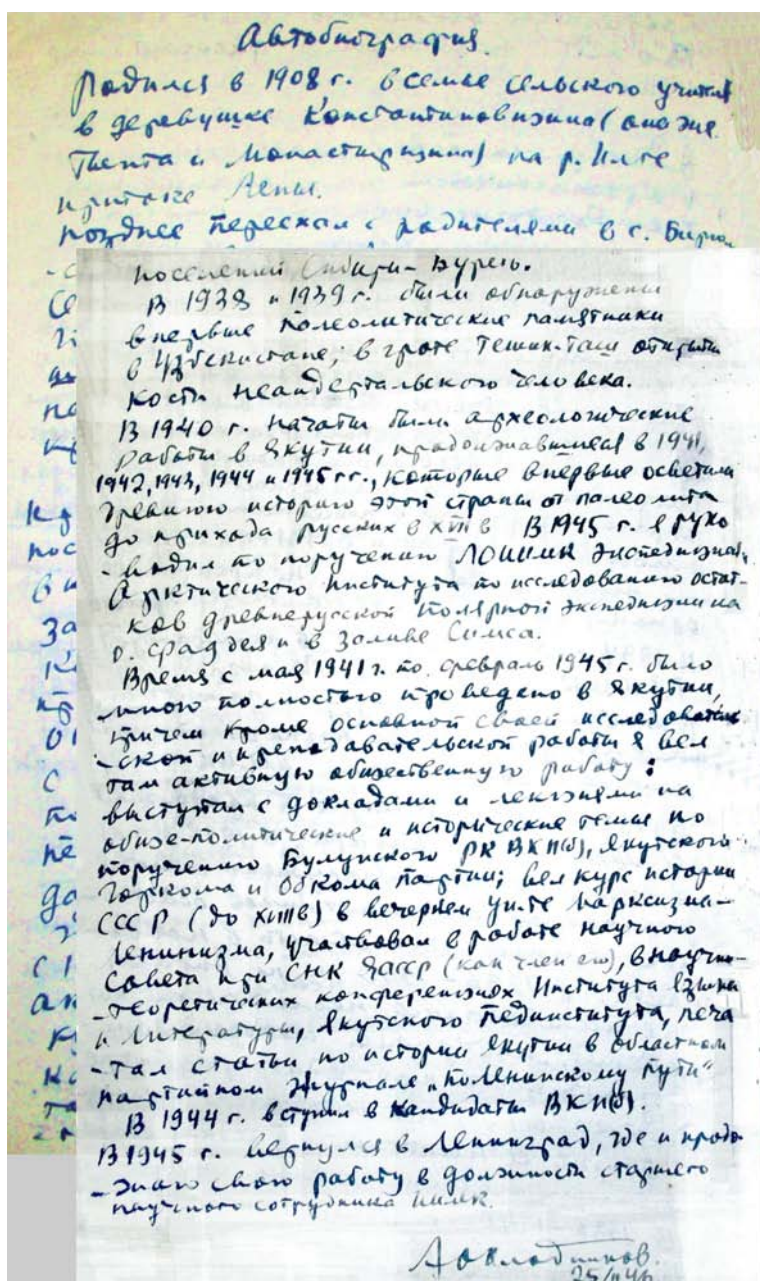 Автобиография.
Родился в 1908 г. в семье сельского учителя
в деревушке Константиновщина (она же
Тыпта и Монастырщина) на р. Илге
притоке Лены.
позднее переехал с родителями в с. Бирю-
поселений Сибири - Буреть.
В 1938 и 1939 г. были обнаружены
впервые палеолитические памятники
в Узбекистане; в гроте Тешик-Таш открыты
кости неандертальского человека.
В 1940 г. начаты были археологические
работы в Якутии, продолжавшиеся в 1941,
1942, 1943, 1944 и 1945 гг., которые впервые осветили
древнюю историю этой страны от палеолита
до прихода русских в XVII в В 1945 г. я руко
-водил по поручению ЛОИИМК экспедицией
Арктического института по исследованию остат-
ков древнерусской полярной экспедиции на
о. Фаддея и в заливе Симса.
Время с мая 1941 г. по февраль 1945 г. было
мною полностью проведено в Якутии,
причем кроме основной своей исследователь
-ской и преподавательской работы я вел
там активную общественную работу:
выступал с докладами и лекциями на
обще-политические и исторические темы по
поручению Булунского РК ВКП(б), Якутского
Горкома и Обкома партии; вел курс истории
СССР (до XVIII в) в вечернем ун-те Марксизма-
Ленинизма, участвовал в работе научного
Совета при СНК ЯАССР (как член его), в научно-
-теоретических конференциях Института Языка
и Литературы, Якутского Пединститута, печа
-тал статьи по истории Якутии в областном
партийном журнале „По Ленинскому пути“
В 1944 г. вступил в кандидаты ВКП(б).
В 1945 г. вернулся в Ленинград, где и продол
-жаю свою работу в должности старшего
научного сотрудника ИИМК.
А Окладников.